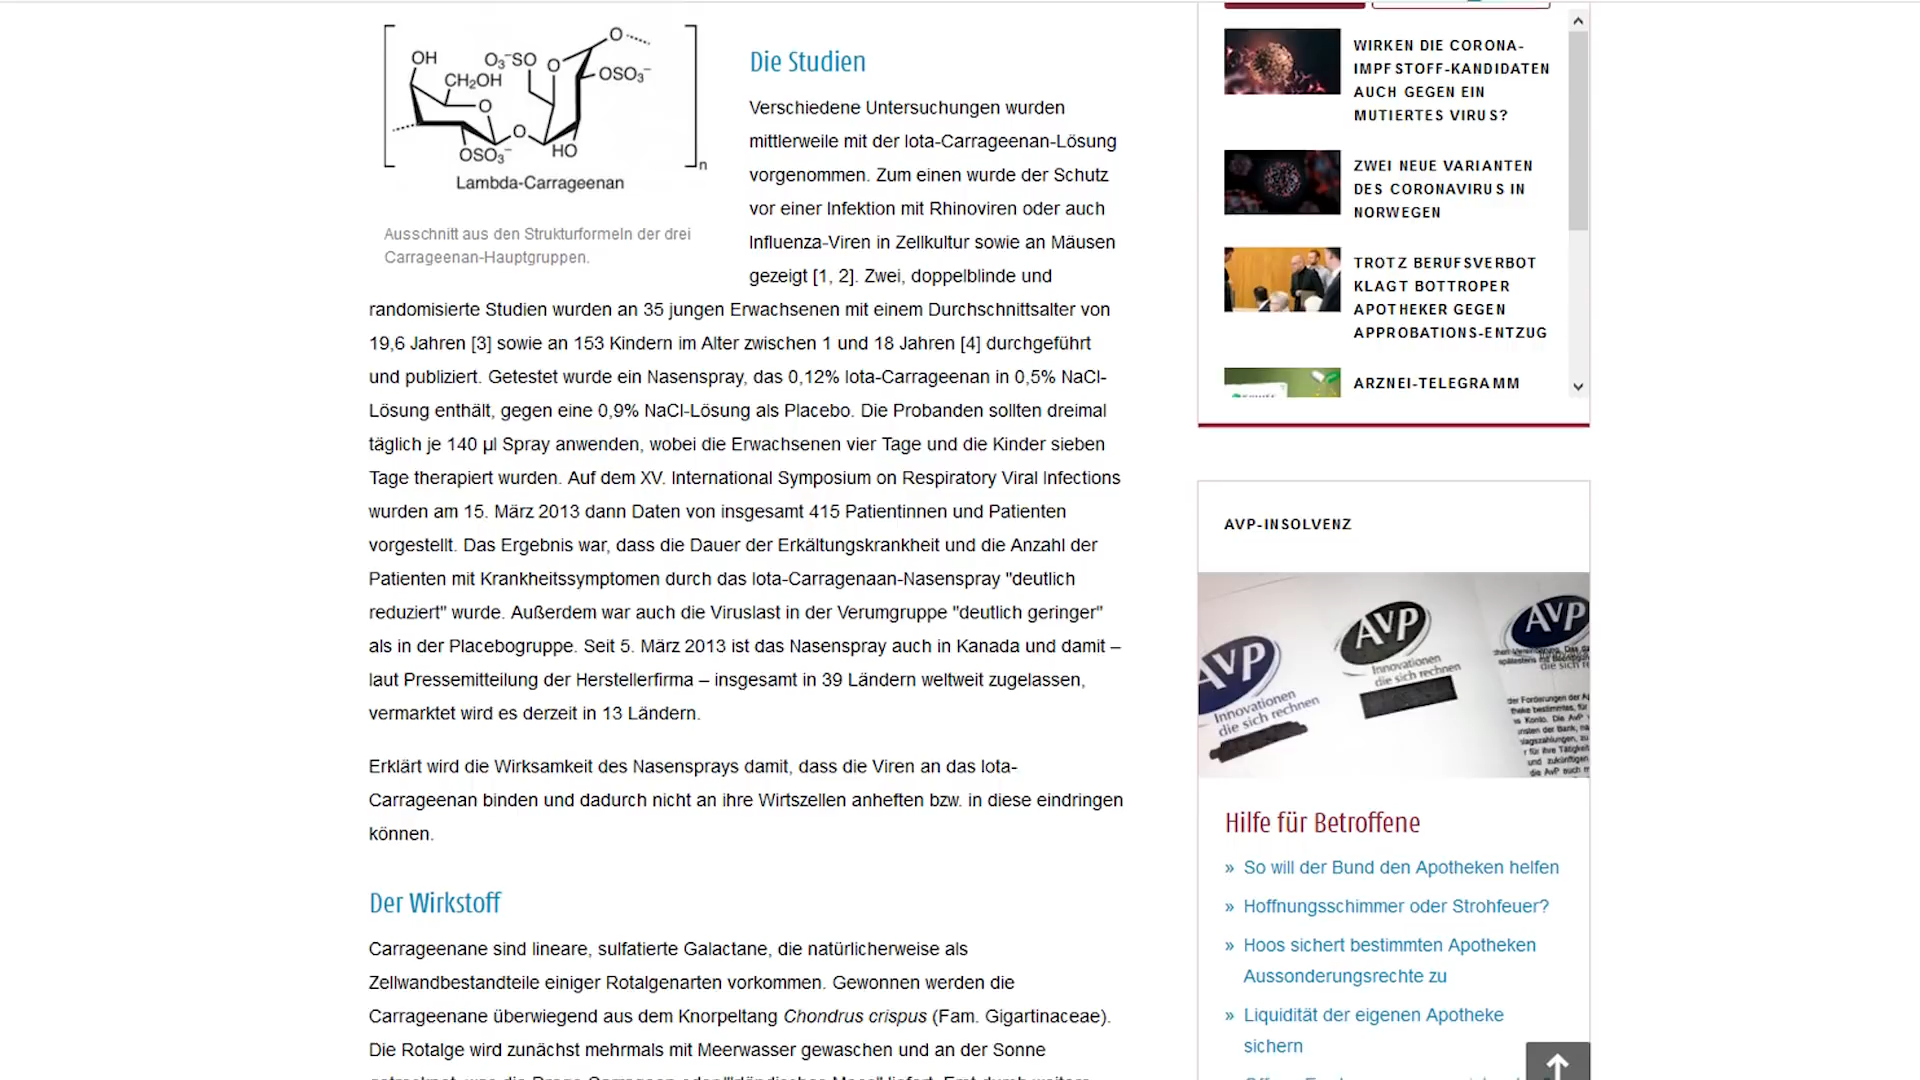 O
OH
O₃⁻SO
O
OSO₃⁻
CH₂OH
O
O
OSO₃⁻
HO
n
Lambda-Carrageenan
Ausschnitt aus den Strukturformeln der drei
Carrageenan-Hauptgruppen.
Die Studien
Verschiedene Untersuchungen wurden
mittlerweile mit der Iota-Carrageenan-Lösung
vorgenommen. Zum einen wurde der Schutz
vor einer Infektion mit Rhinoviren oder auch
Influenza-Viren in Zellkultur sowie an Mäusen
gezeigt [1, 2]. Zwei, doppelblinde und
randomisierte Studien wurden an 35 jungen Erwachsenen mit einem Durchschnittsalter von
19,6 Jahren [3] sowie an 153 Kindern im Alter zwischen 1 und 18 Jahren [4] durchgeführt
und publiziert. Getestet wurde ein Nasenspray, das 0,12% Iota-Carrageenan in 0,5% NaCl-
Lösung enthält, gegen eine 0,9% NaCl-Lösung als Placebo. Die Probanden sollten dreimal
täglich je 140 µl Spray anwenden, wobei die Erwachsenen vier Tage und die Kinder sieben
Tage therapiert wurden. Auf dem XV. International Symposium on Respiratory Viral Infections
wurden am 15. März 2013 dann Daten von insgesamt 415 Patientinnen und Patienten
vorgestellt. Das Ergebnis war, dass die Dauer der Erkältungskrankheit und die Anzahl der
Patienten mit Krankheitssymptomen durch das Iota-Carragenaan-Nasenspray "deutlich
reduziert" wurde. Außerdem war auch die Viruslast in der Verumgruppe "deutlich geringer"
als in der Placebogruppe. Seit 5. März 2013 ist das Nasenspray auch in Kanada und damit –
laut Pressemitteilung der Herstellerfirma – insgesamt in 39 Ländern weltweit zugelassen,
vermarktet wird es derzeit in 13 Ländern.
Erklärt wird die Wirksamkeit des Nasensprays damit, dass die Viren an das Iota-
Carrageenan binden und dadurch nicht an ihre Wirtszellen anheften bzw. in diese eindringen
können.
Der Wirkstoff
Carrageenane sind lineare, sulfatierte Galactane, die natürlicherweise als
Zellwandbestandteile einiger Rotalgenarten vorkommen. Gewonnen werden die
Carrageenane überwiegend aus dem Knorpeltang Chondrus crispus (Fam. Gigartinaceae).
Die Rotalge wird zunächst mehrmals mit Meerwasser gewaschen und an der Sonne
WIRKEN DIE CORONA-
IMPFSTOFF-KANDIDATEN
AUCH GEGEN EIN
MUTIERTES VIRUS?
ZWEI NEUE VARIANTEN
DES CORONAVIRUS IN
NORWEGEN
TROTZ BERUFSVERBOT
KLAGT BOTTROPER
APOTHEKER GEGEN
APPROBATIONS-ENTZUG
ARZNEI-TELEGRAMM
AVP-INSOLVENZ
AVP
Innovationen
die sich rechnen
AVP
Innovationen
die sich rechnen
AVP
Hilfe für Betroffene
» So will der Bund den Apotheken helfen
» Hoffnungsschimmer oder Strohfeuer?
» Hoos sichert bestimmten Apotheken
Aussonderungsrechte zu
» Liquidität der eigenen Apotheke
sichern